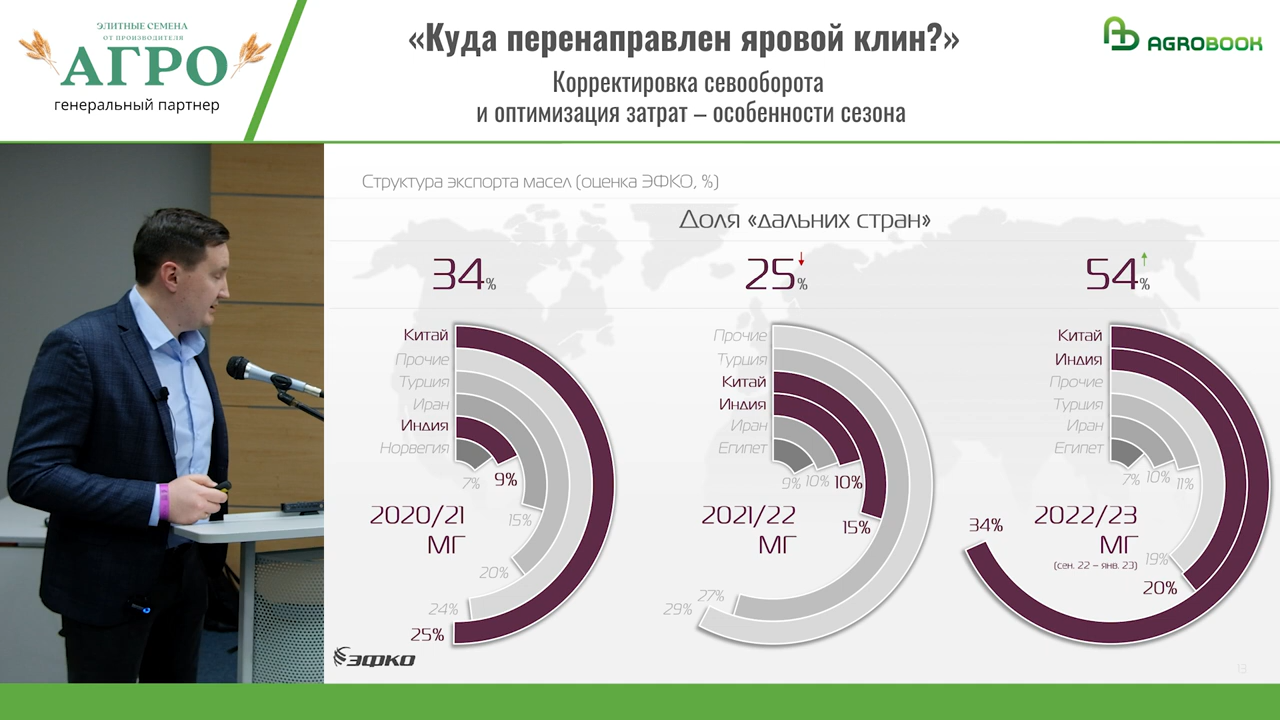 ЭЛИТНЫЕ СЕМЕНА
ОТ ПРОИЗВОДИТЕЛЯ
АГРО
генеральный партнер
«Куда перенаправлен яровой клин?»
Корректировка севооборота
и оптимизация затрат – особенности сезона
AGROBOOK
Структура экспорта масел (оценка ЭФКО, %)
Доля «дальних стран»
34%
25%
54%
Китай
Прочие
Турция
Иран
Индия
Норвегия
7%
9%
15%
20%
24%
25%
2020/21
МГ
Прочие
Турция
Китай
Индия
Иран
Египет
9%
10%
10%
15%
27%
29%
2021/22
МГ
Китай
Индия
Прочие
Турция
Иран
Египет
7%
10%
11%
19%
20%
34%
2022/23
МГ
(сен. 22 – янв. 23)
ЭФКО
13